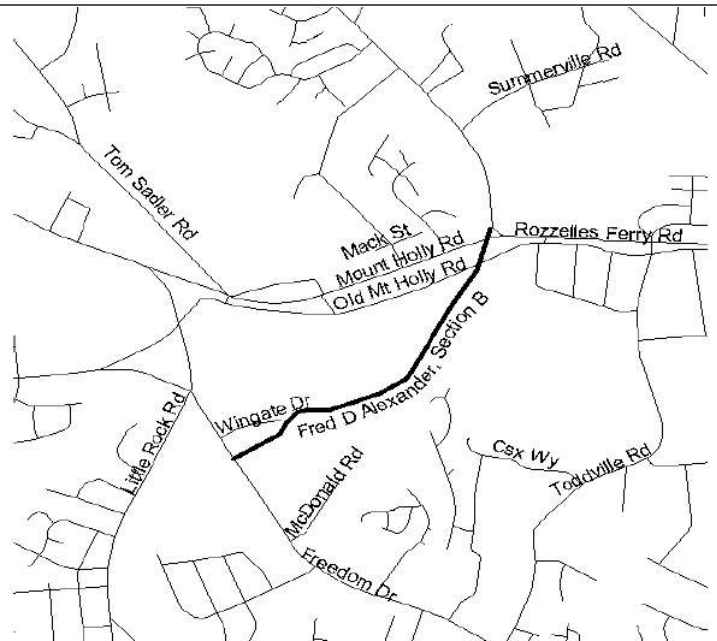 Summerville Rd
Tom Sadler Rd
Mack St
Rozzelles Ferry Rd
Mount Holly Rd
Old Mt Holly Rd
Fred D Alexander, Section B
Wingate Dr
Little Rock Rd
Csx Wy
Toddville Rd
McDonald Rd
Freedom Dr